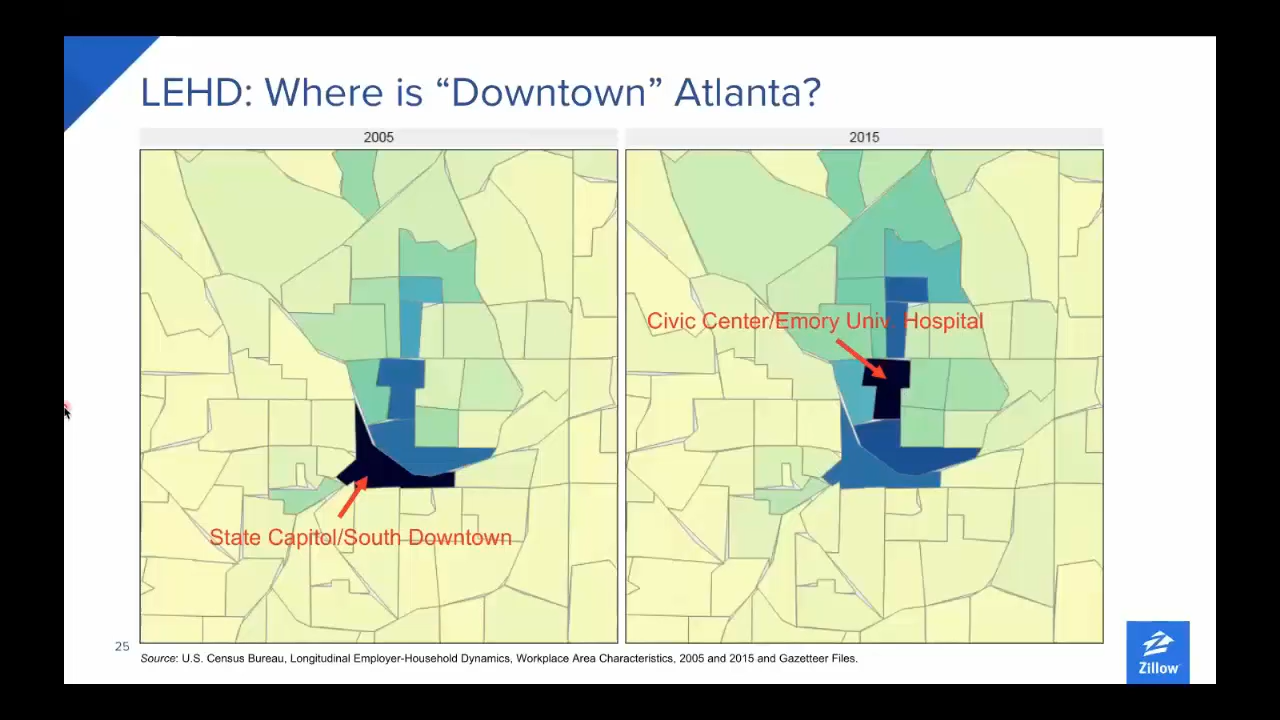 LEHD: Where is “Downtown” Atlanta?
2005
2015
Civic Center/Emory Univ. Hospital
State Capitol/South Downtown
25
Source: U.S. Census Bureau, Longitudinal Employer-Household Dynamics, Workplace Area Characteristics, 2005 and 2015 and Gazetteer Files.
Zillow